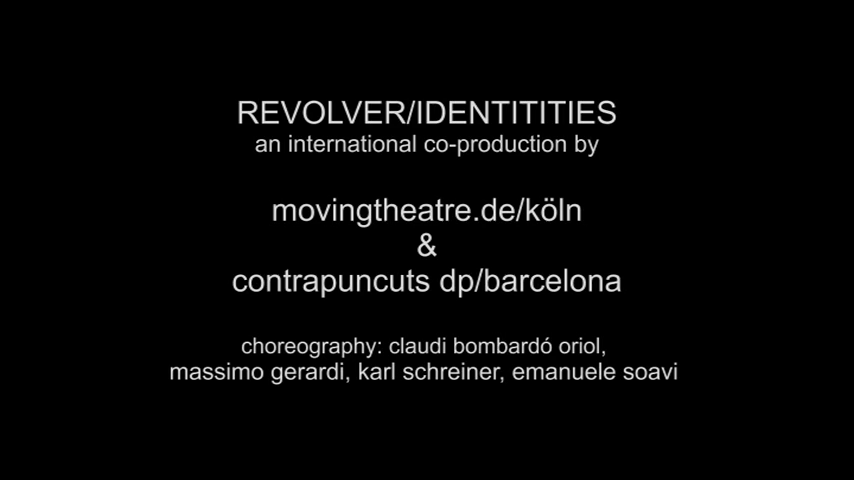 REVOLVER/IDENTITITIES
an international co-production by
movingtheatre.de/köln
&
contrapuncuts dp/barcelona
choreography: claudi bombardó oriol,
massimo gerardi, karl schreiner, emanuele soavi